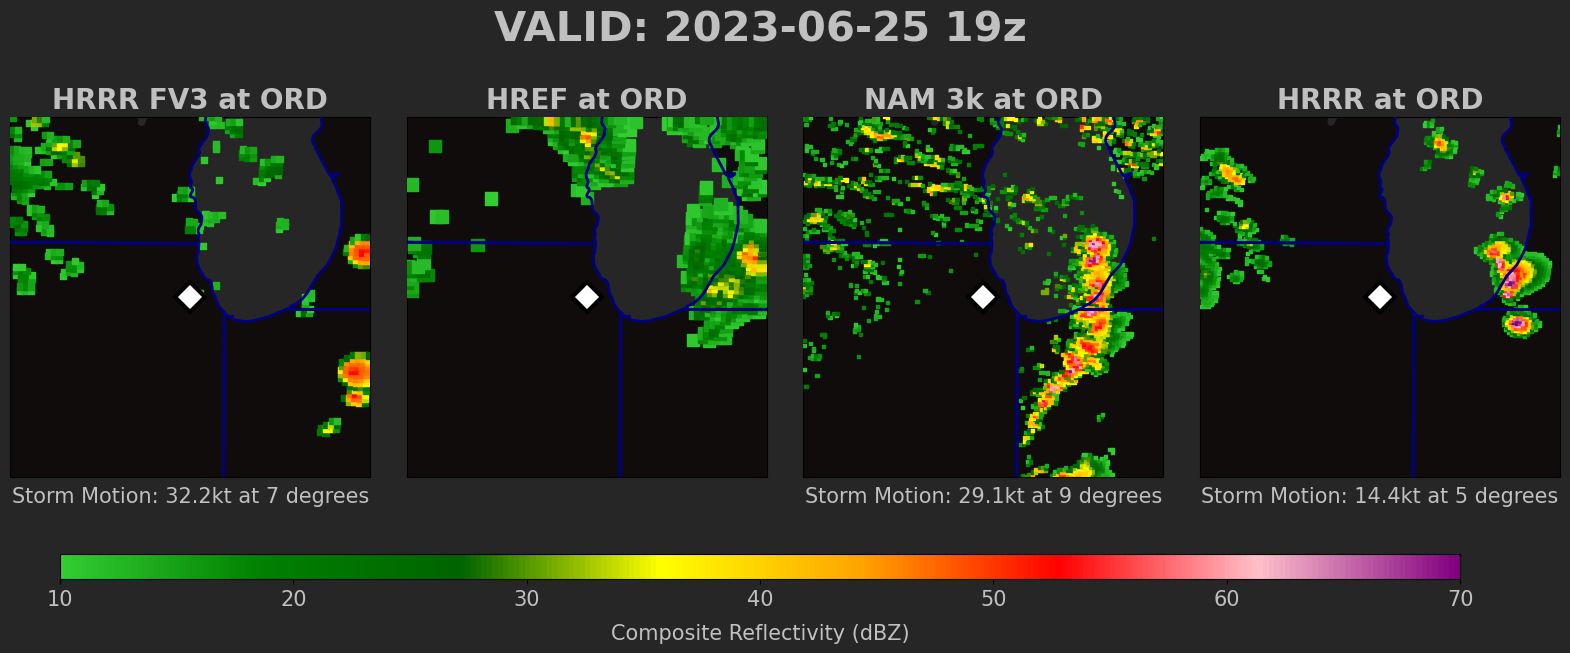 VALID: 2023-06-25 19z
HRRR FV3 at ORD
HREF at ORD
NAM 3k at ORD
HRRR at ORD
Storm Motion: 32.2kt at 7 degrees
Storm Motion: 29.1kt at 9 degrees
Storm Motion: 14.4kt at 5 degrees
10 20 30 40 50 60 70
Composite Reflectivity (dBZ)